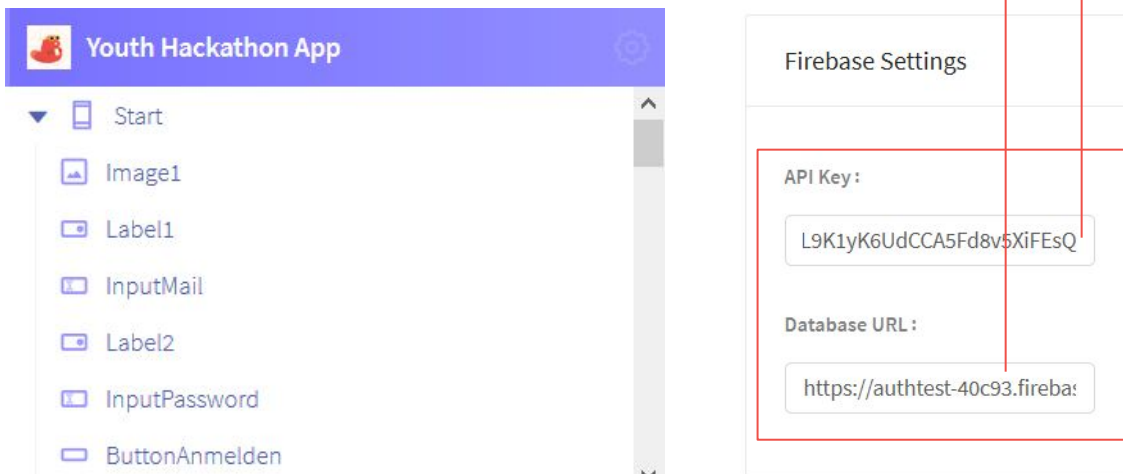 Youth Hackathon App
Start
Image1
Label1
InputMail
Label2
InputPassword
ButtonAnmelden
Firebase Settings
API Key:
L9K1yK6UdCCA5Fd8v5XiFEsQ
Database URL:
https://authtest-40c93.fireba